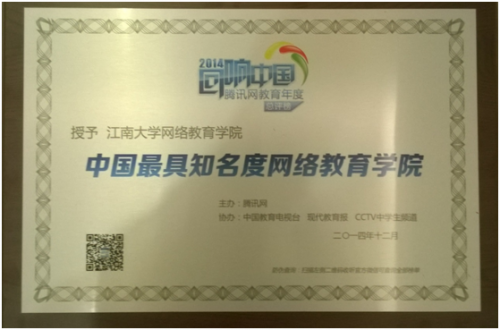 2014
回响中国
腾讯网教育年度
总评榜
授予 江南大学网络教育学院
中国最具知名度网络教育学院
主办：腾讯网
协办：中国教育电视台 现代教育报 CCTV中学生频道
二〇一四年十二月